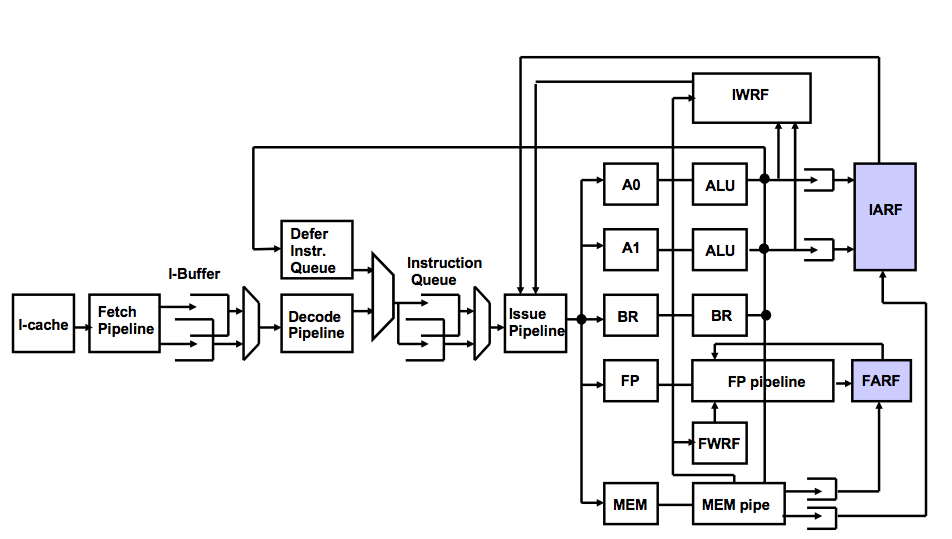 IWRF
A0
ALU
IARF
A1
ALU
Defer
Instr.
Queue
I-Buffer
Instruction
Queue
I-cache
Fetch
Pipeline
Decode
Pipeline
Issue
Pipeline
BR
BR
FP
FP pipeline
FARF
FWRF
MEM
MEM pipe